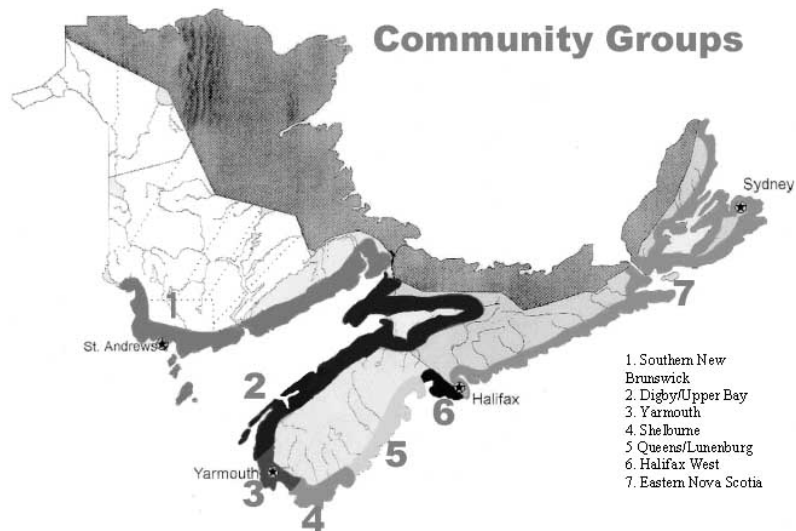 Community Groups
Sydney
7
1
St. Andrews
2
Halifax
6
5
Yarmouth
3
4
1. Southern New
Brunswick
2. Digby/Upper Bay
3. Yarmouth
4. Shelburne
5 Queens/Lunenburg
6. Halifax West
7. Eastern Nova Scotia